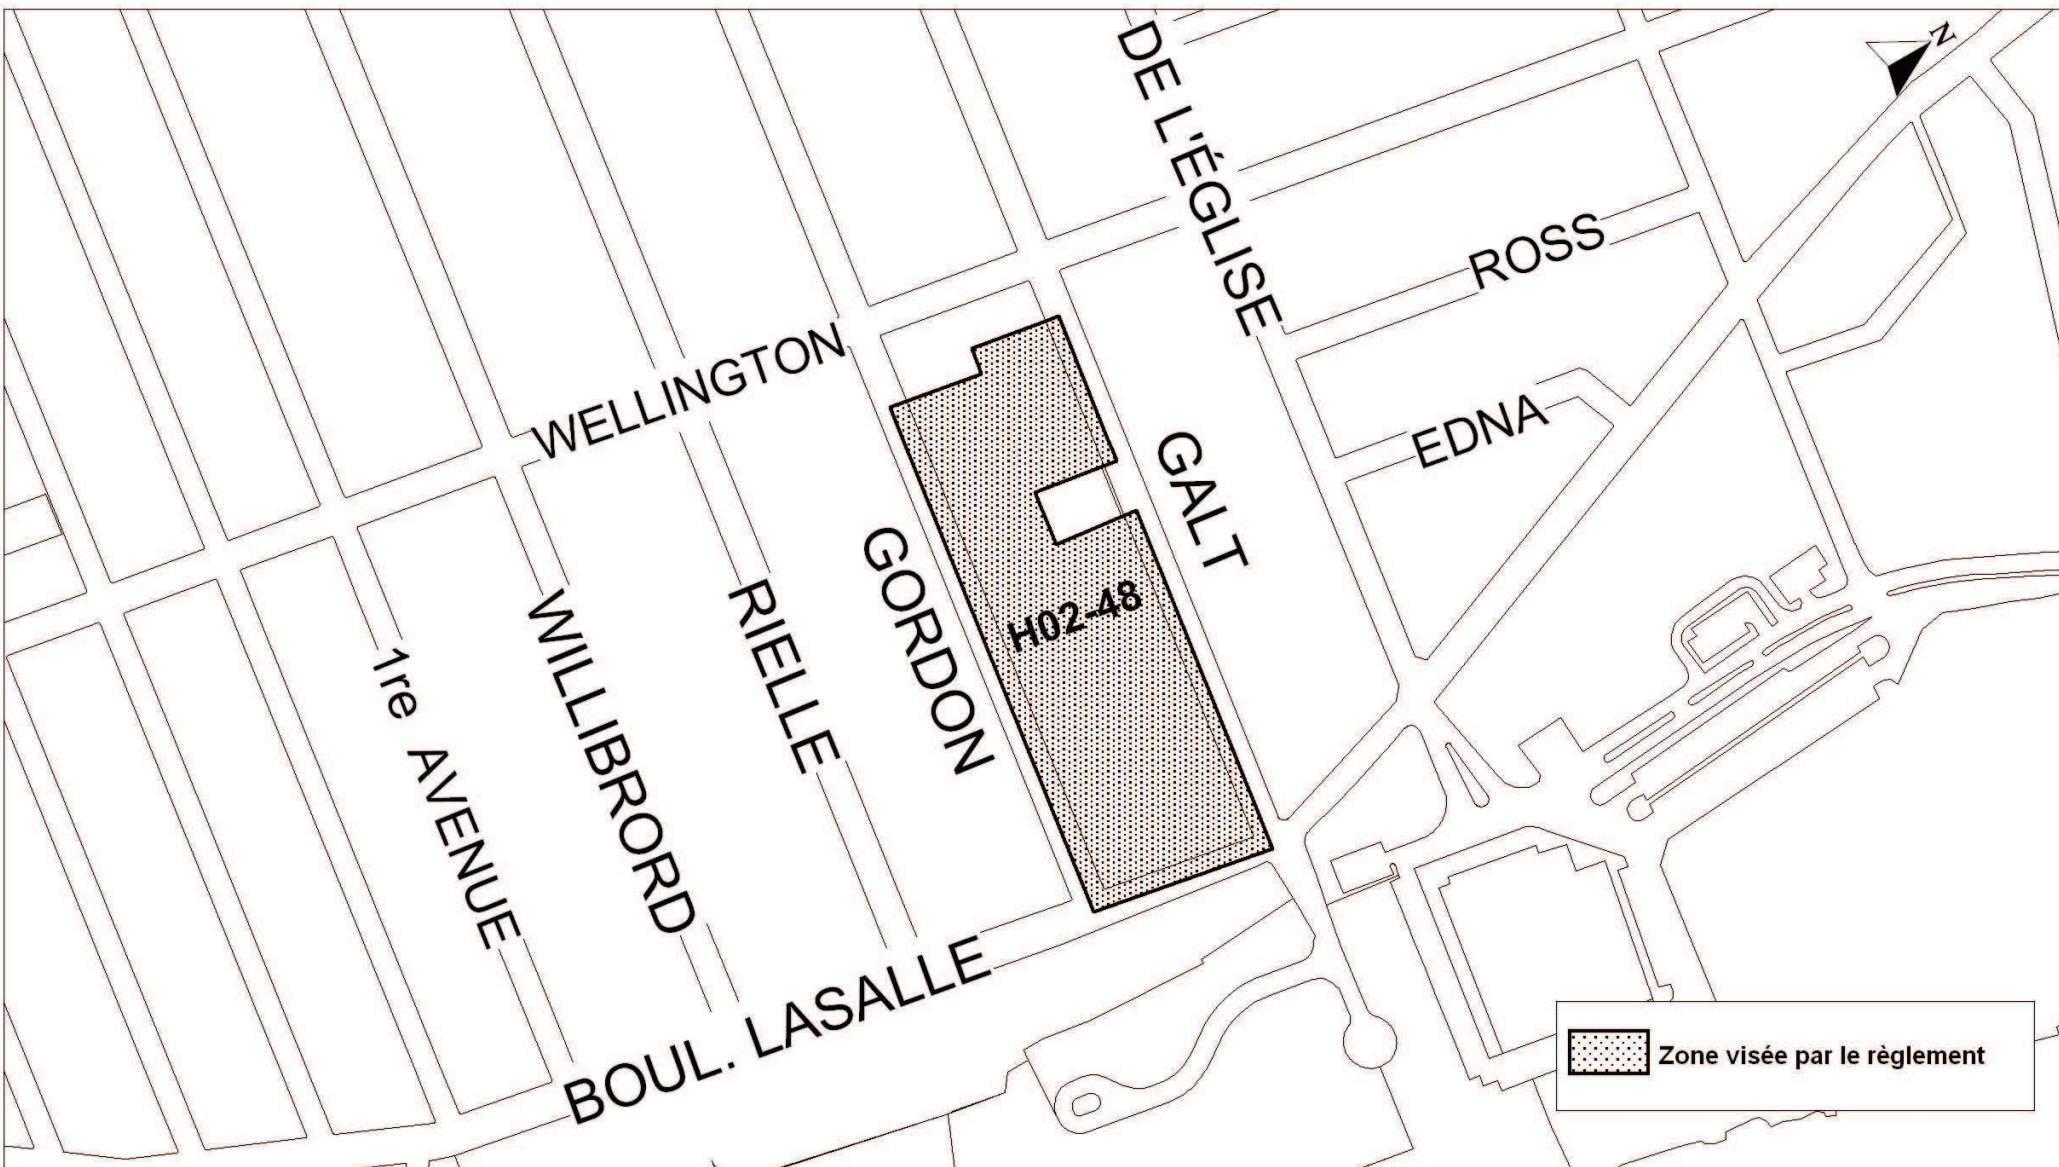 N
DE L'ÉGLISE
ROSS
WELLINGTON
EDNA
GALT
GORDON
H02-48
RIELLE
WILLIBRORD
1re AVENUE
BOUL. LASALLE
Zone visée par le règlement